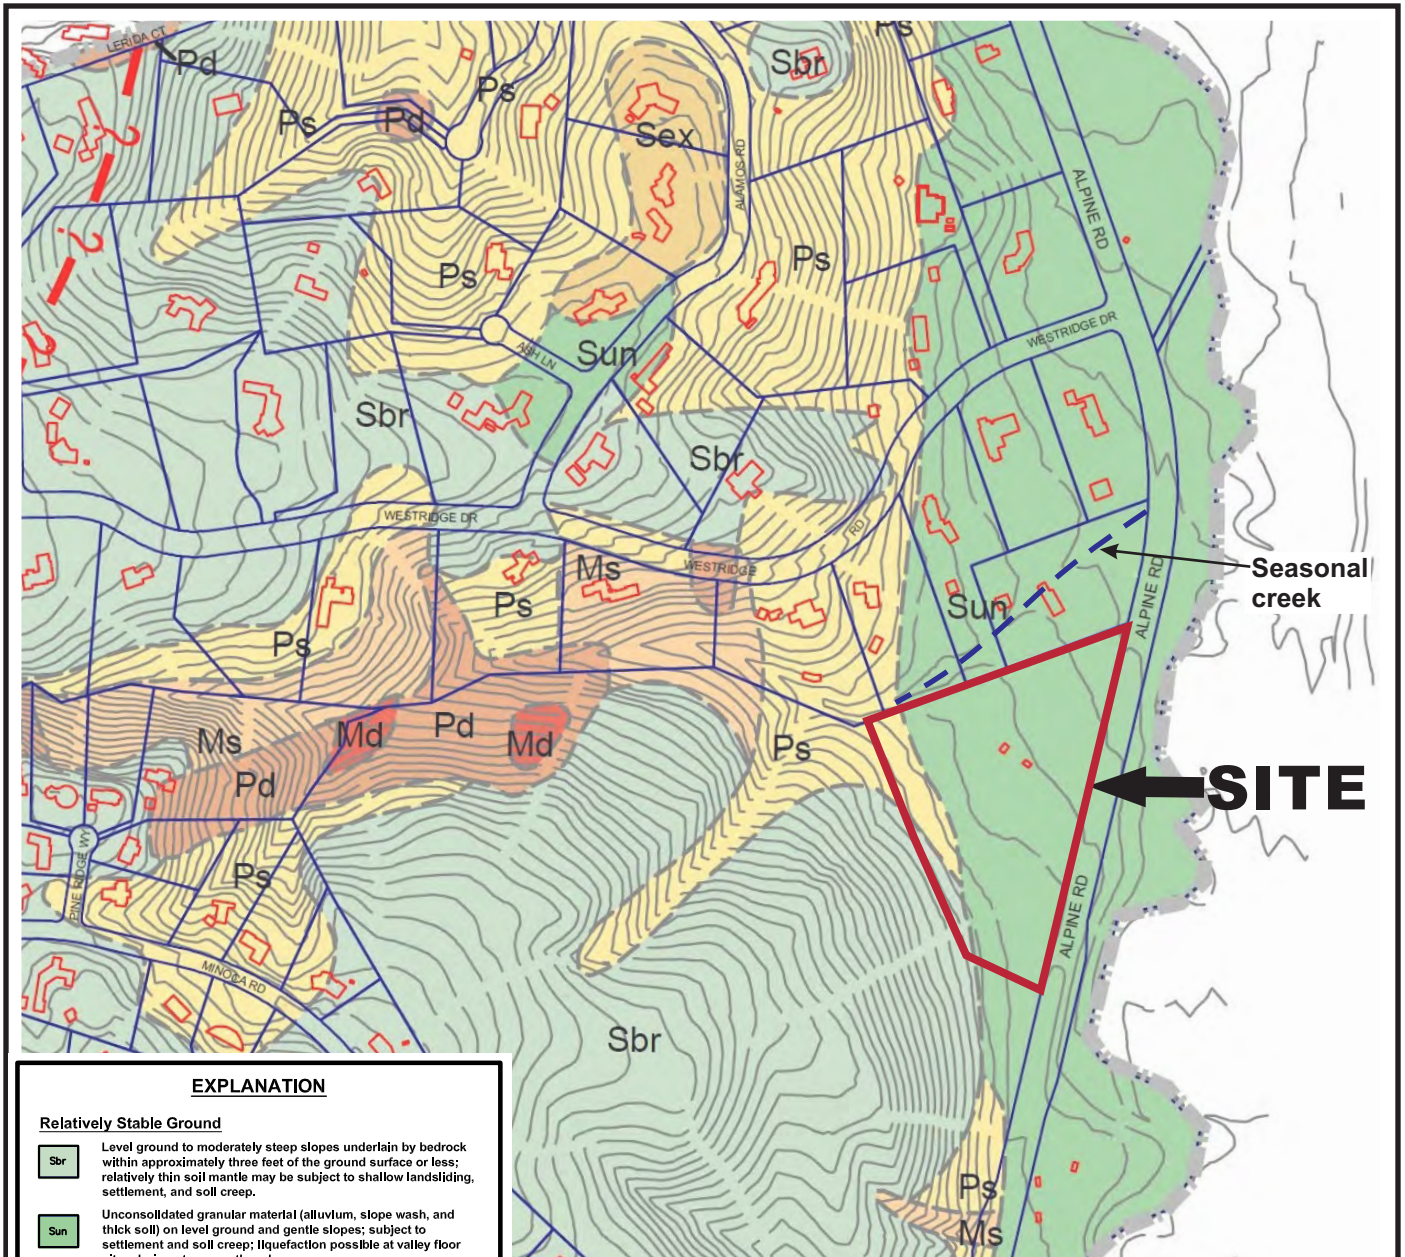 LERIDA CT
Pd
Ps
Sbr
Ps
Ps
Pd
Sex
ALAMOS RD
ALPINE RD
?
?
Ps
Ps
WESTRIDGE DR
ASH LN
Sun
Sbr
Sbr
WESTRIDGE DR
RD
WESTRIDGE
Ms
Ps
Sun
Seasonal
creek
ALPINE RD
Ps
Ms
Md
Pd
Md
Ps
Pd
SITE
PINE RIDGE WY
Ps
ALPINE RD
MINOCA RD
Sbr
Ps
Ms
EXPLANATION
Relatively Stable Ground
Sbr
Level ground to moderately steep slopes underlain by bedrock
within approximately three feet of the ground surface or less;
relatively thin soil mantle may be subject to shallow landsliding,
settlement, and soil creep.
Sun
Unconsolidated granular material (alluvium, slope wash, and
thick soil) on level ground and gentle slopes; subject to
settlement and soil creep; liquefaction possible at valley floor